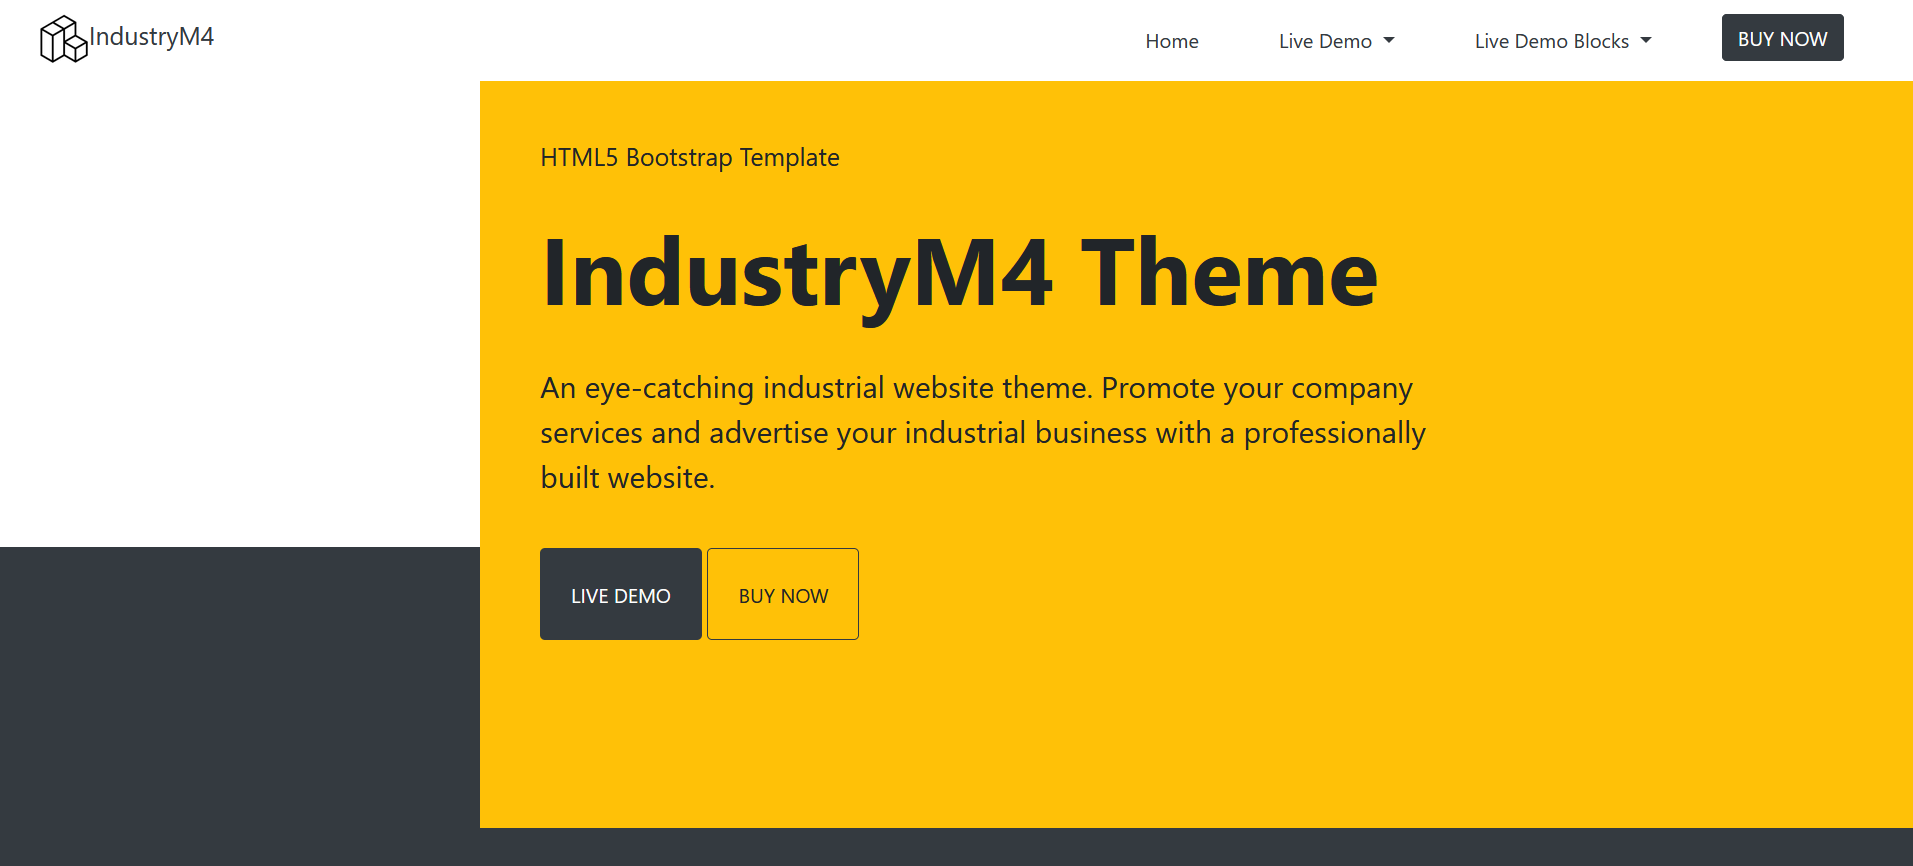 IndustryM4
Home
Live Demo
Live Demo Blocks
BUY NOW
HTML5 Bootstrap Template
IndustryM4 Theme
An eye-catching industrial website theme. Promote your company
services and advertise your industrial business with a professionally
built website.
LIVE DEMO
BUY NOW